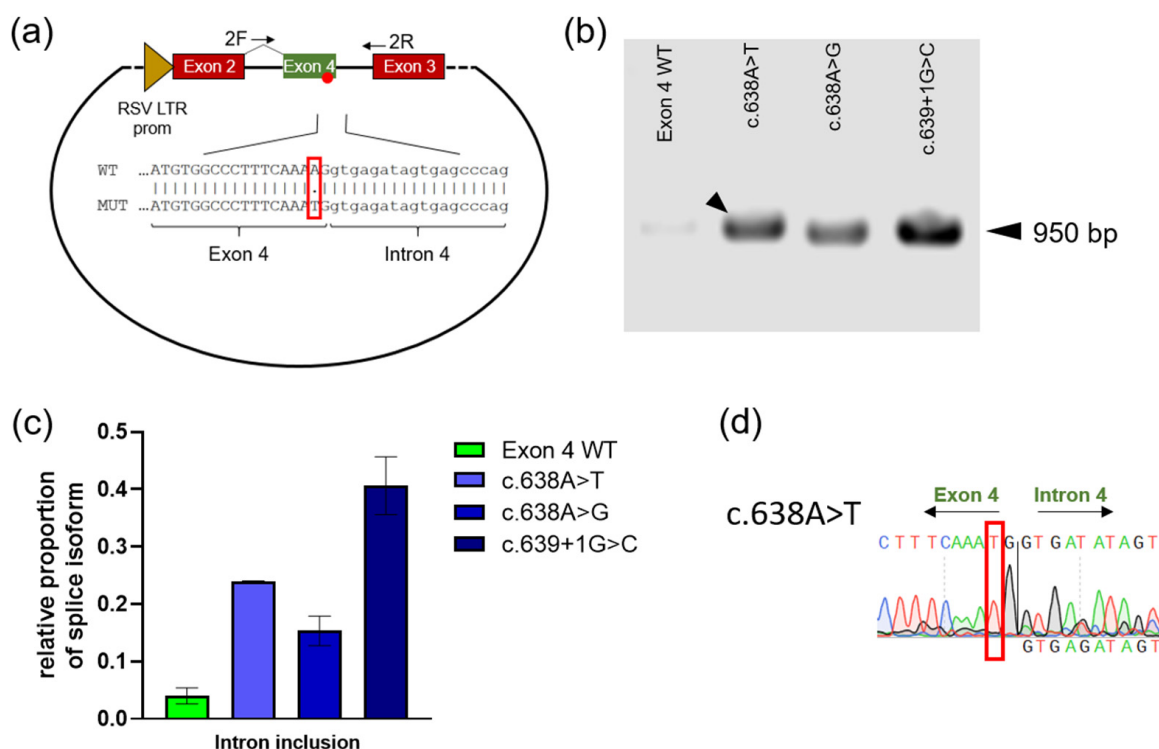 (a)
2F
2R
Exon 2
Exon 4
Exon 3
RSV LTR
prom
WT ...ATGTGGCCCTTTCAAAAGgtgagatagtgagcccag
MUT ...ATGTGGCCCTTTCAAATGgtgagatagtgagcccag
Exon 4
Intron 4
(b)
Exon 4 WT
c.638A>T
c.638A>G
c.639+1G>C
950 bp
(c)
relative proportion
of splice isoform
0.5
0.4
0.3
0.2
0.1
0.0
Intron inclusion
Exon 4 WT
c.638A>T
c.638A>G
c.639+1G>C
(d)
c.638A>T
Exon 4
Intron 4
CTTTCAAATGGTGATATAGT
GTGAGATAGT